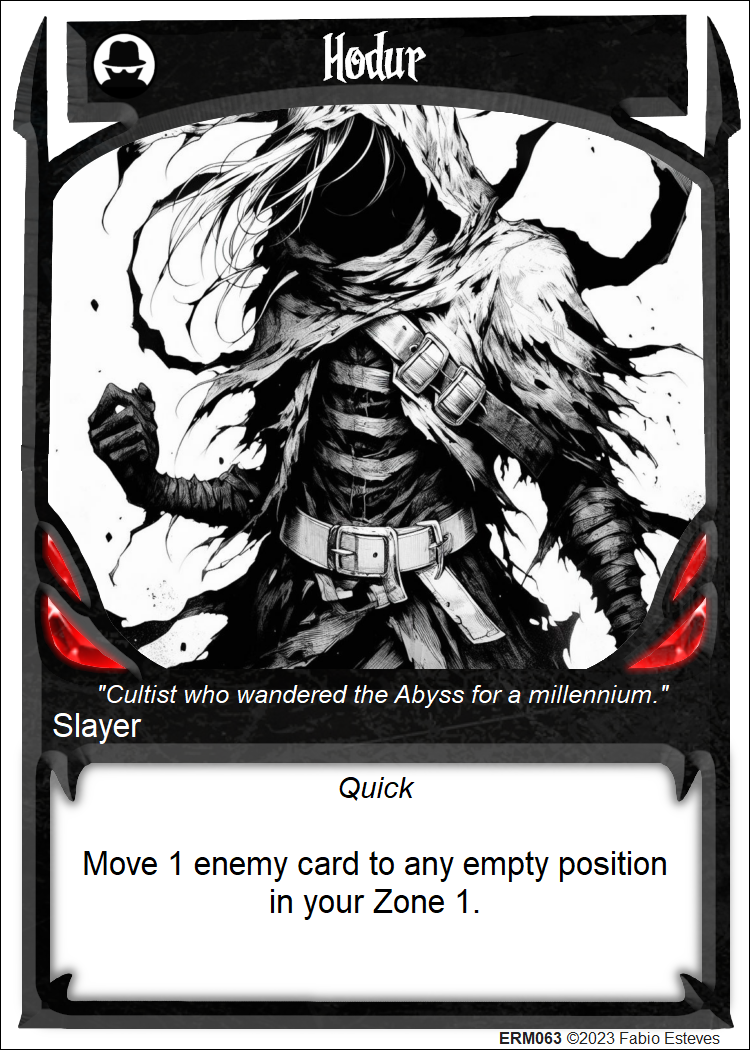 Hodur
"Cultist who wandered the Abyss for a millennium."
Slayer
Quick
Move 1 enemy card to any empty position
in your Zone 1.
ERM063 ©2023 Fabio Esteves